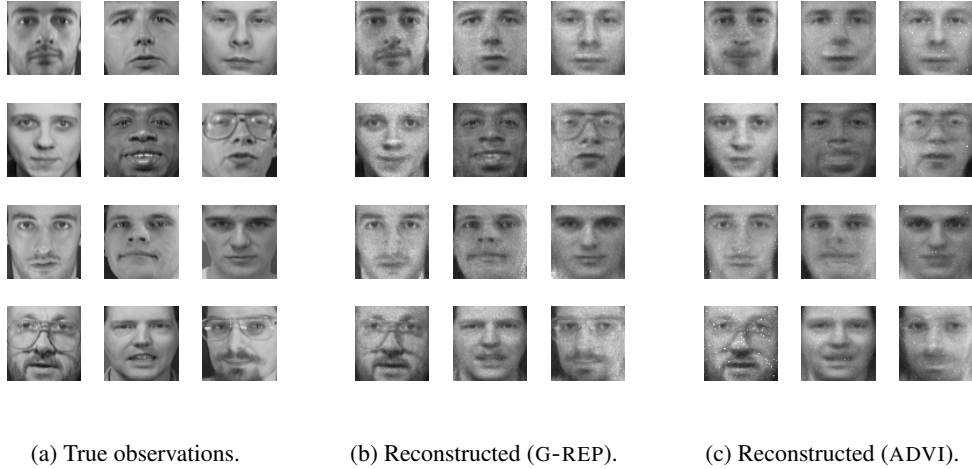 (a) True observations.
(b) Reconstructed (G-REP).
(c) Reconstructed (ADVI).